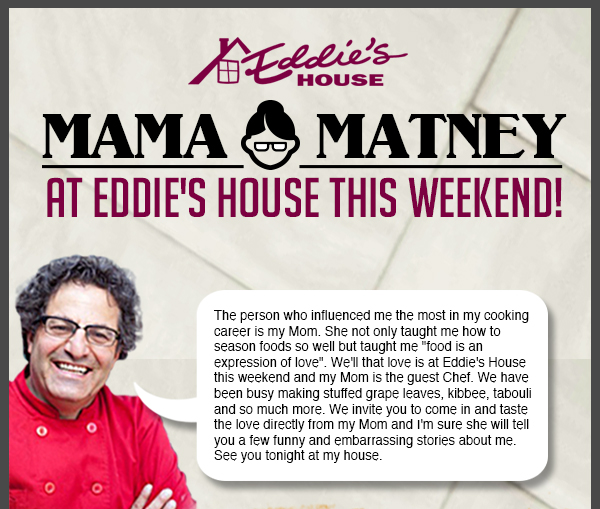 Eddie's
HOUSE
MAMA MATNEY
AT EDDIE'S HOUSE THIS WEEKEND!
The person who influenced me the most in my cooking
career is my Mom. She not only taught me how to
season foods so well but taught me "food is an
expression of love". We'll that love is at Eddie's House
this weekend and my Mom is the guest Chef. We have
been busy making stuffed grape leaves, kibbee, tabouli
and so much more. We invite you to come in and taste
the love directly from my Mom and I'm sure she will tell
you a few funny and embarrassing stories about me.
See you tonight at my house.